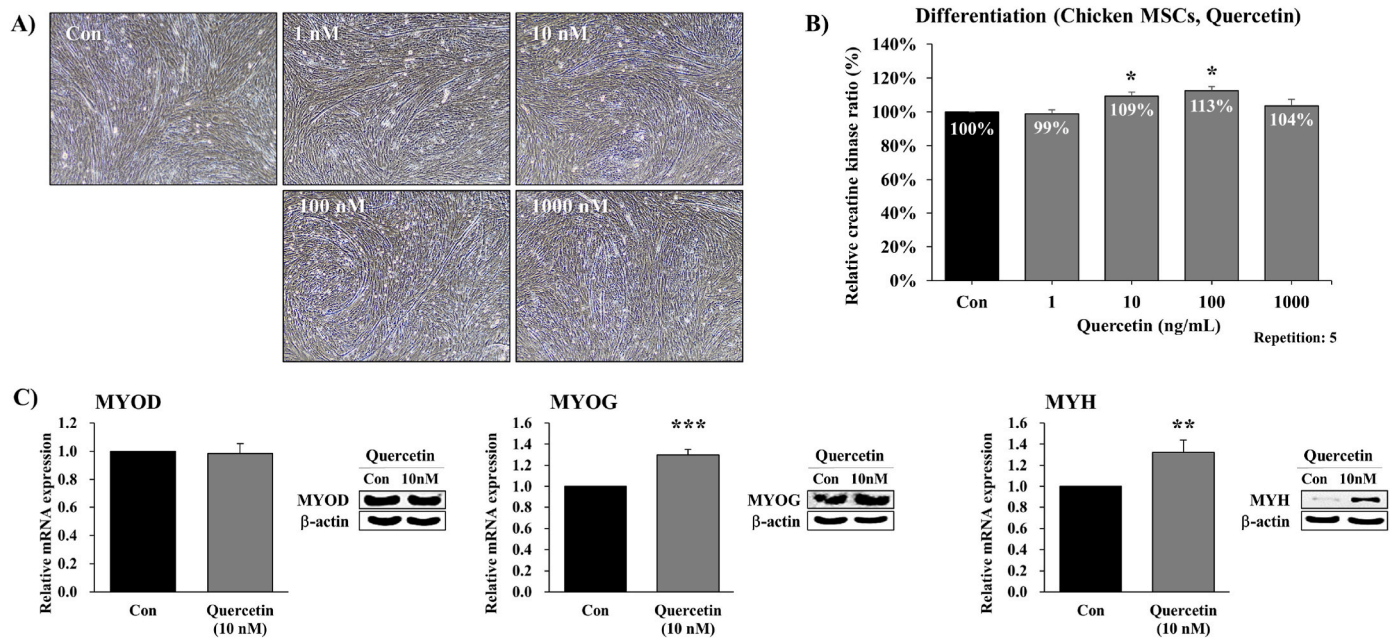 A)
Con
1 nM
10 nM
100 nM
1000 nM
B)
Differentiation (Chicken MSCs, Quercetin)
Relative creatine kinase ratio (%)
140%
120%
100%
80%
60%
40%
20%
0%
100%
99%
109%
113%
104%
*
*
Con
1
10
100
1000
Quercetin (ng/mL)
Repetition: 5
C)
MYOD
Relative mRNA expression
1.2
1.0
0.8
0.6
0.4
0.2
0.0
Con
Quercetin
(10 nM)
Quercetin
Con 10nM
MYOD
β-actin
MYOG
Relative mRNA expression
1.6
1.4
1.2
1.0
0.8
0.6
0.4
0.2
0.0
***
Con
Quercetin
(10 nM)
Quercetin
Con 10nM
MYOG
β-actin
MYH
Relative mRNA expression
1.6
1.4
1.2
1.0
0.8
0.6
0.4
0.2
0.0
**
Con
Quercetin
(10 nM)
Quercetin
Con 10nM
MYH
β-actin